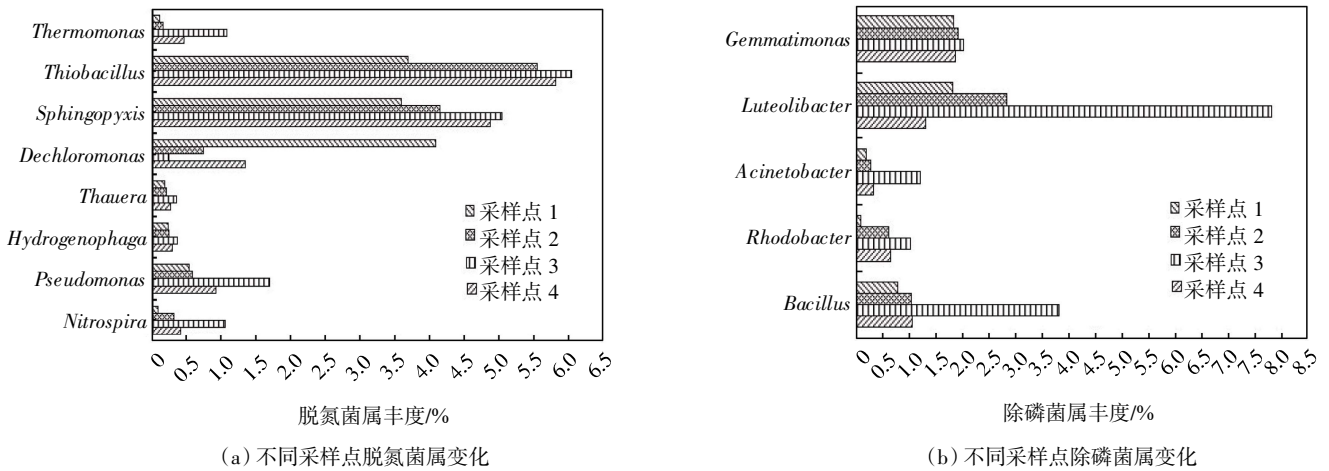 Thermomonas
Thiobacillus
Sphingopyxis
Dechloromonas
Thauera
Hydrogenophaga
Pseudomonas
Nitrospira
采样点 1
采样点 2
采样点 3
采样点 4
0 0.5 1.0 1.5 2.0 2.5 3.0 3.5 4.0 4.5 5.0 5.5 6.0 6.5
脱氮菌属丰度/%
(a) 不同采样点脱氮菌属变化
Gemmatimonas
Luteolibacter
Acinetobacter
Rhodobacter
Bacillus
采样点 1
采样点 2
采样点 3
采样点 4
0 0.5 1.0 1.5 2.0 2.5 3.0 3.5 4.0 4.5 5.0 5.5 6.0 6.5 7.0 7.5 8.0 8.5
除磷菌属丰度/%
(b) 不同采样点除磷菌属变化